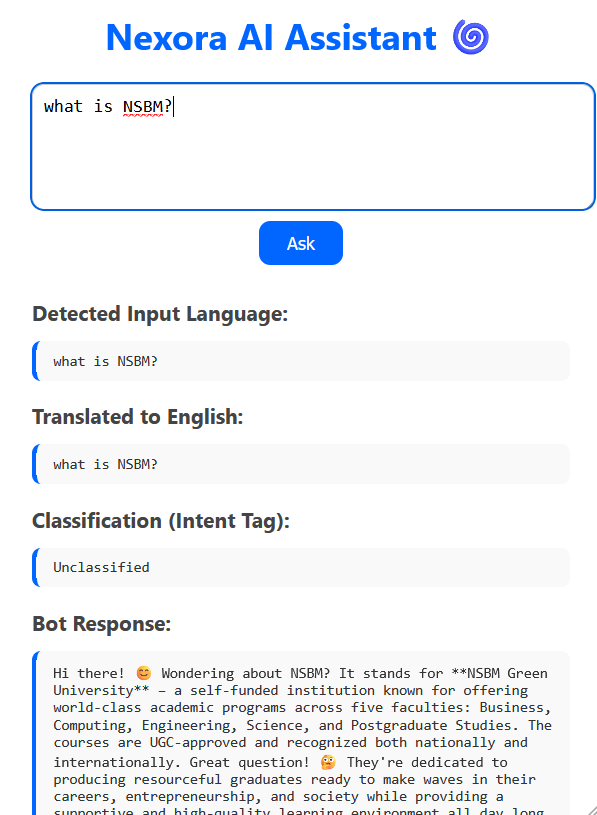 Nexora AI Assistant 🌀
what is NSBM?
Ask
Detected Input Language:
what is NSBM?
Translated to English:
what is NSBM?
Classification (Intent Tag):
Unclassified
Bot Response:
Hi there! 😊 Wondering about NSBM? It stands for **NSBM Green
University** – a self-funded institution known for offering
world-class academic programs across five faculties: Business,
Computing, Engineering, Science, and Postgraduate Studies. The
courses are UGC-approved and recognized both nationally and
internationally. Great question! 🤔 They're dedicated to
producing resourceful graduates ready to make waves in their
careers, entrepreneurship, and society while providing a
supportive and high-quality learning environment all day long